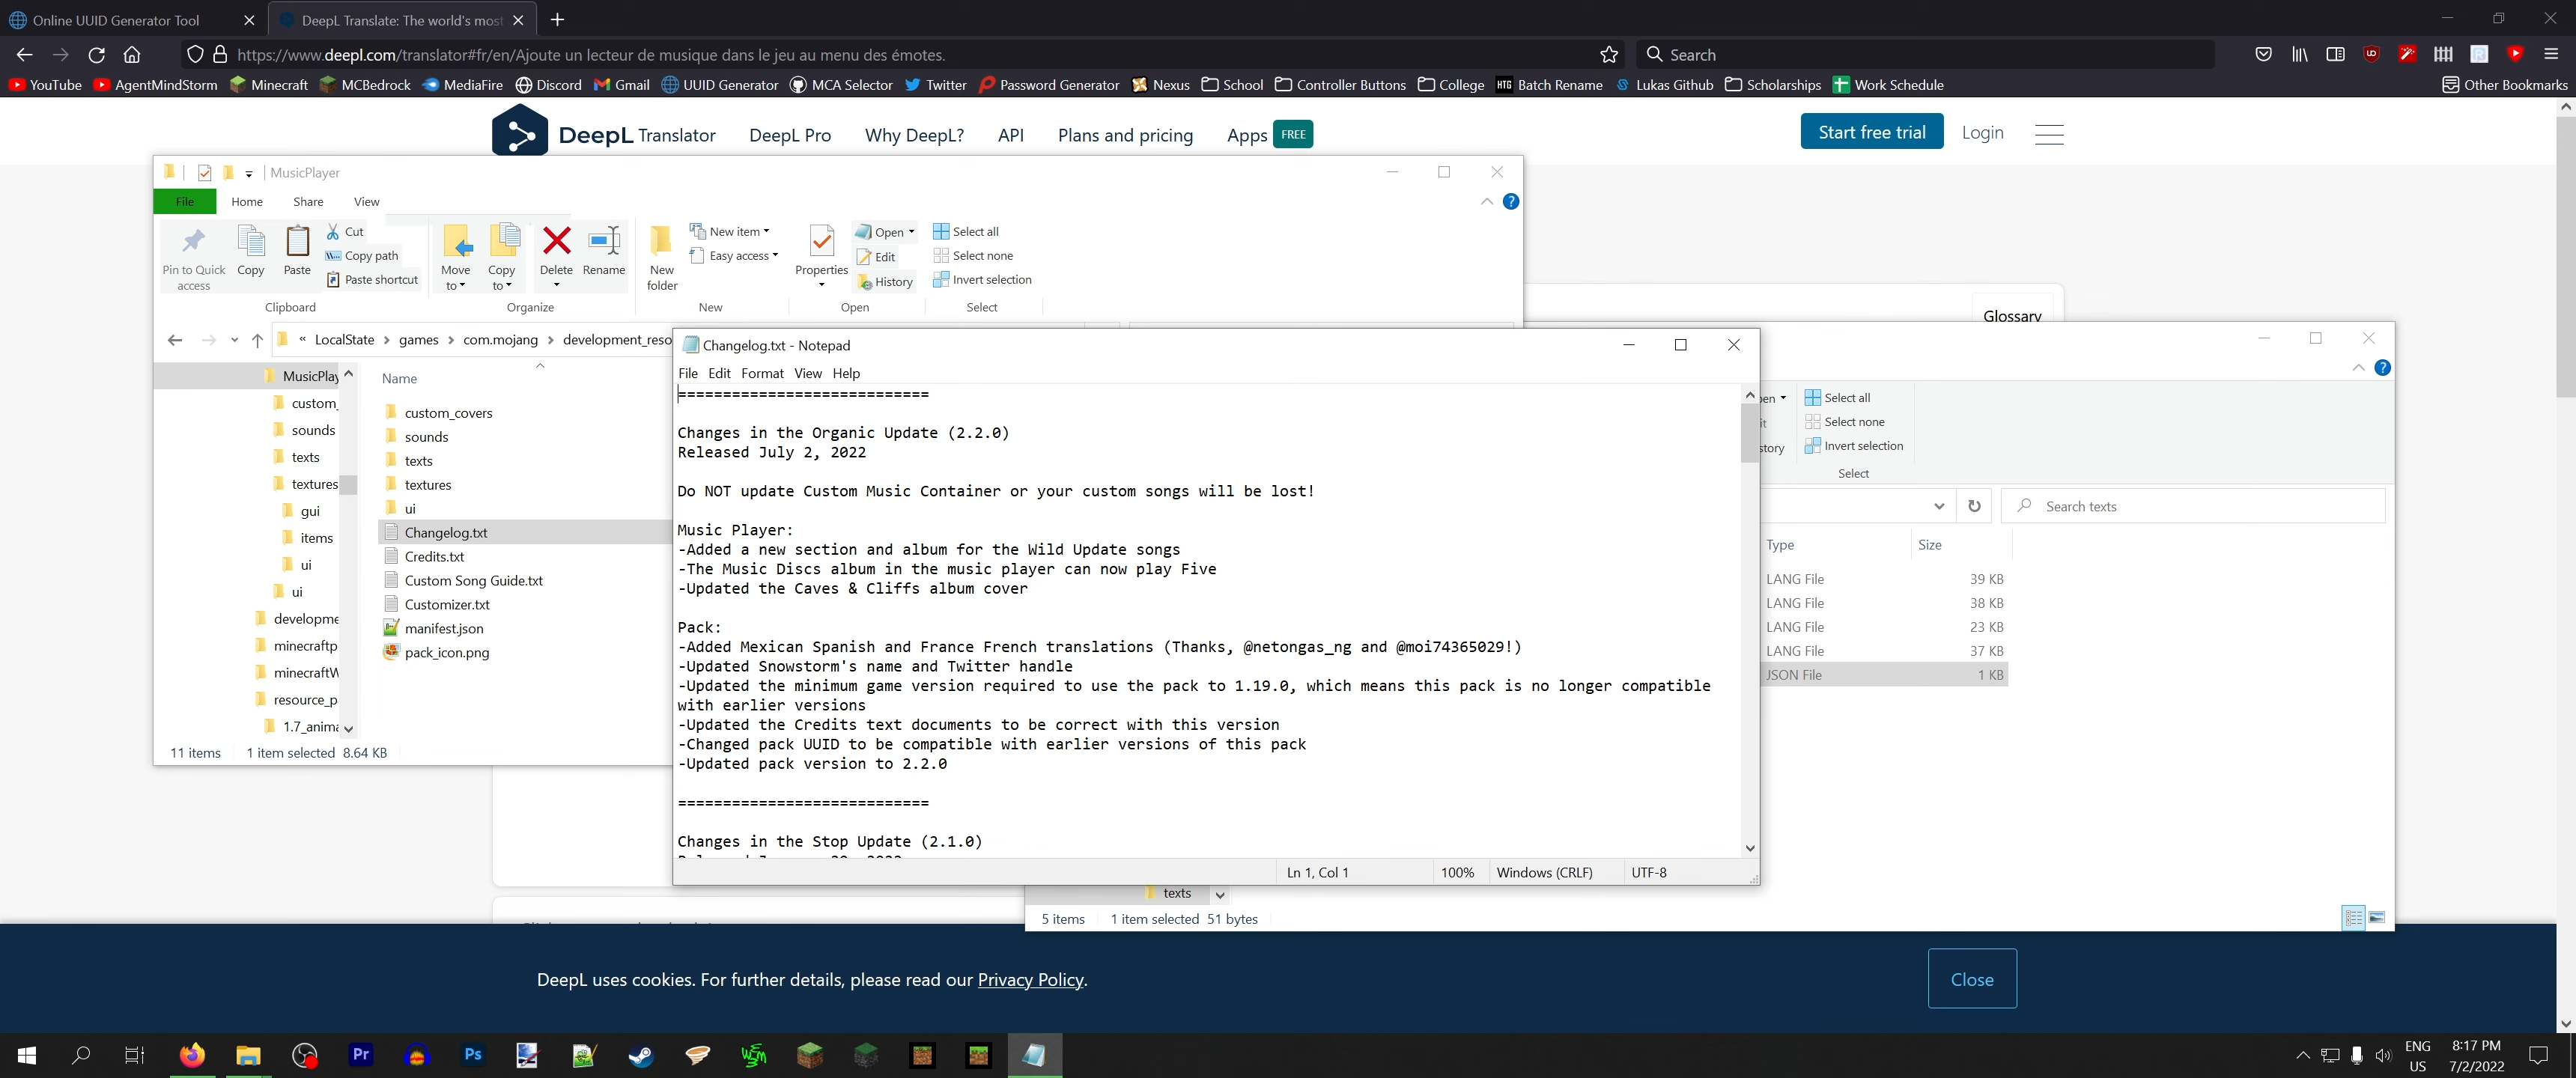 Online UUID Generator Tool
DeepL Translate: The world's most
https://www.deepl.com/translator#fr/en/Ajoute un lecteur de musique dans le jeu au menu des émotes.
Search
YouTube AgentMindStorm Minecraft MCBedrock MediaFire Discord Gmail UUID Generator MCA Selector Twitter Password Generator Nexus School Controller Buttons College HTG Batch Rename Lukas Github Scholarships Work Schedule Other Bookmarks
DeepL Translator DeepL Pro Why DeepL? API Plans and pricing Apps FREE Start free trial Login
MusicPlayer
File Home Share View
Pin to Quick access
Copy
Paste
Cut
Copy path
Paste shortcut
Clipboard
Move to
Copy to
Delete
Rename
Organize
New folder
New item
Easy access
New
Properties
Open
Edit
History
Open
Select all
Select none
Invert selection
Select
Glossary
« LocalState > games > com.mojang > development_reso
MusicPlay
custom_
sounds
texts
textures
gui
items
ui
ui
developme
minecraftp
minecraftW
resource_p
1.7_anima
Name
custom_covers
sounds
texts
textures
ui
Changelog.txt
Credits.txt
Custom Song Guide.txt
Customizer.txt
manifest.json
pack_icon.png
11 items 1 item selected 8.64 KB
Changelog.txt - Notepad
File Edit Format View Help
============================
Changes in the Organic Update (2.2.0)
Released July 2, 2022
Do NOT update Custom Music Container or your custom songs will be lost!
Music Player:
-Added a new section and album for the Wild Update songs
-The Music Discs album in the music player can now play Five
-Updated the Caves & Cliffs album cover
Pack:
-Added Mexican Spanish and France French translations (Thanks, @netongas_ng and @moi74365029!)
-Updated Snowstorm's name and Twitter handle
-Updated the minimum game version required to use the pack to 1.19.0, which means this pack is no longer compatible
with earlier versions
-Updated the Credits text documents to be correct with this version
-Changed pack UUID to be compatible with earlier versions of this pack
-Updated pack version to 2.2.0
============================
Changes in the Stop Update (2.1.0)
Ln 1, Col 1 100% Windows (CRLF) UTF-8
Select all
Select none
Invert selection
Select
Search texts
Type Size
LANG File 39 KB
LANG File 38 KB
LANG File 23 KB
LANG File 37 KB
JSON File 1 KB
texts
5 items 1 item selected 51 bytes
DeepL uses cookies. For further details, please read our Privacy Policy.
Close
Pr
Ps
ENG
US
8:17 PM
7/2/2022